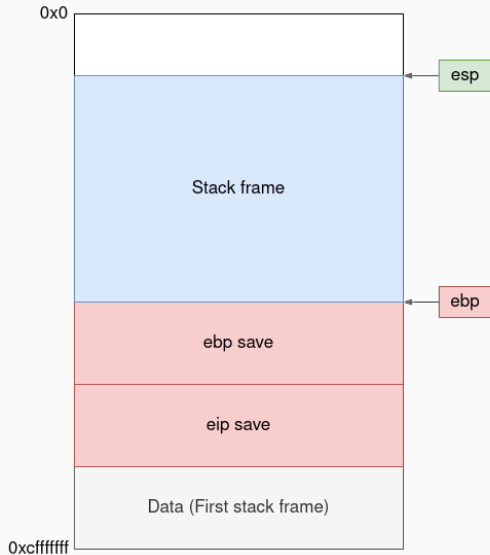 0x0
esp
Stack frame
ebp
ebp save
eip save
Data (First stack frame)
0xcfffffff